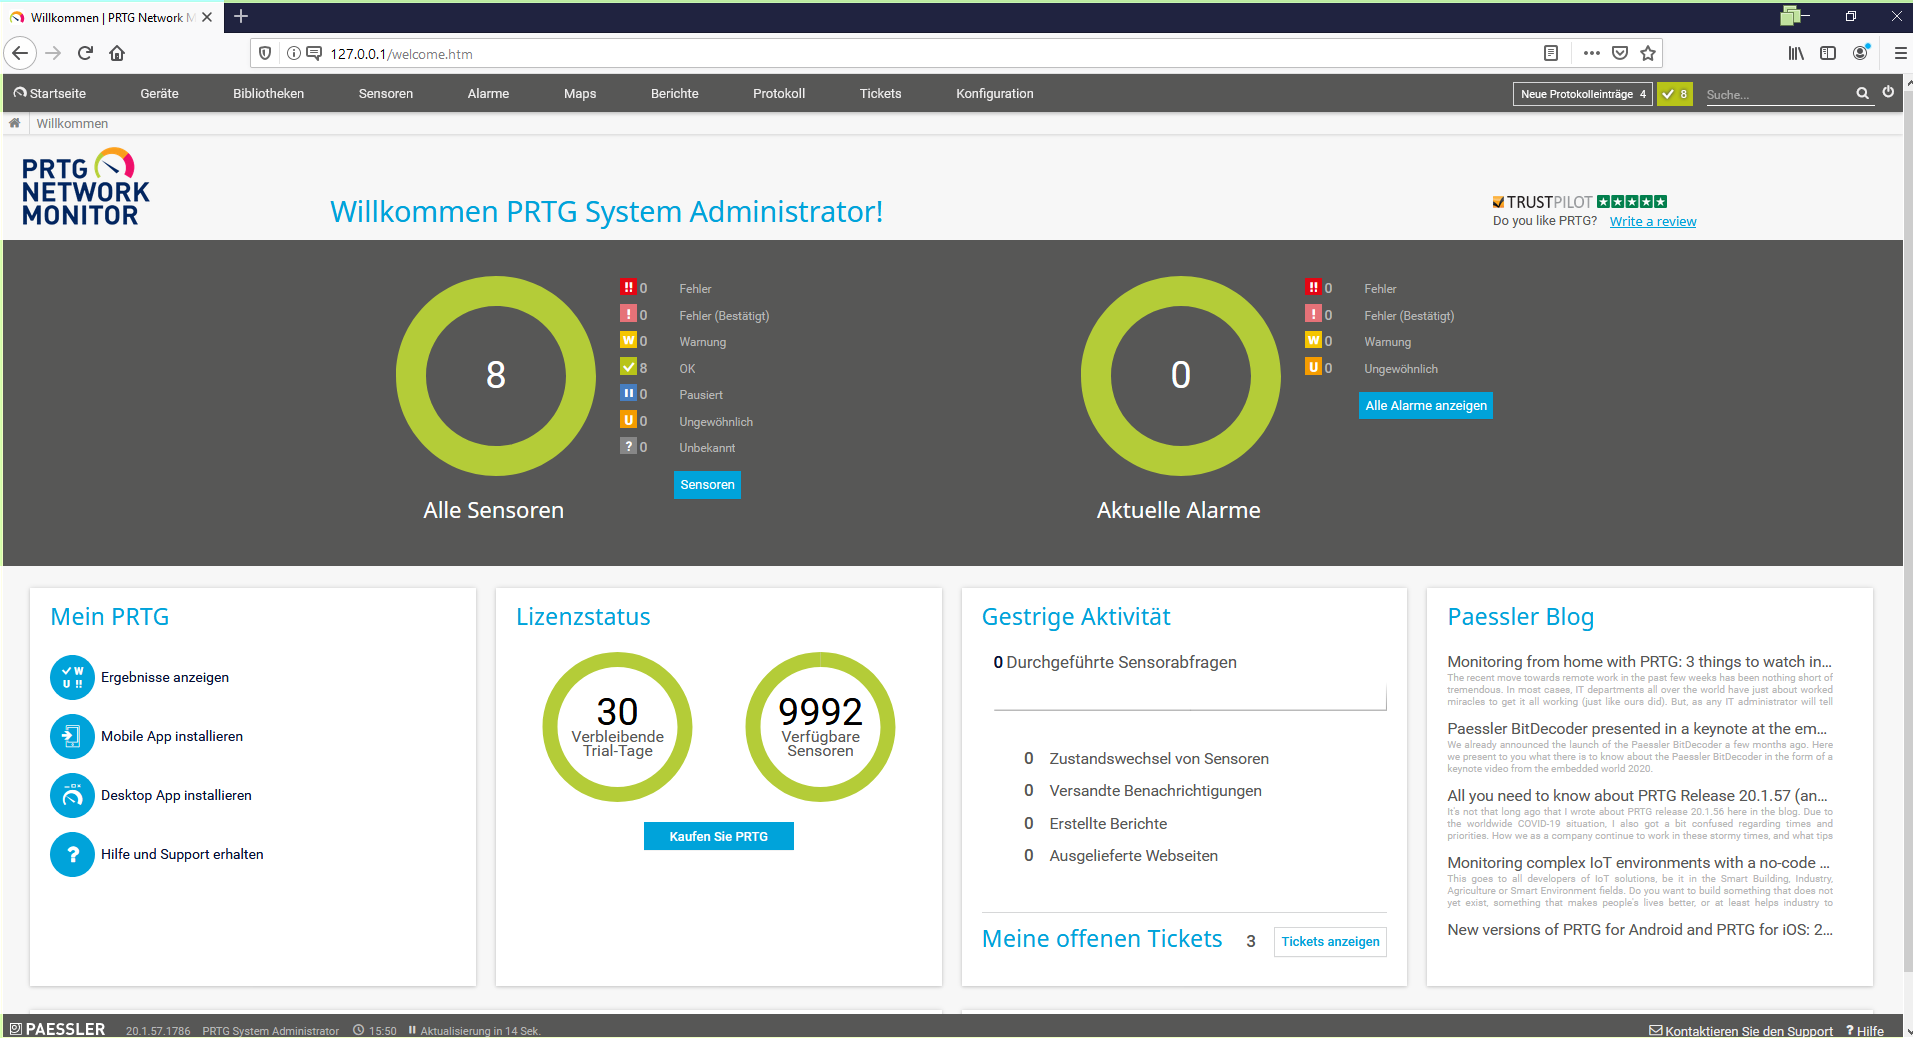 Willkommen | PRTG Network M
127.0.0.1/welcome.htm
Startseite Geräte Bibliotheken Sensoren Alarme Maps Berichte Protokoll Tickets Konfiguration Neue Protokolleinträge 4 8 Suche...
Willkommen
PRTG
NETWORK
MONITOR
Willkommen PRTG System Administrator!
TRUSTPILOT
Do you like PRTG? Write a review
8
Alle Sensoren
!! 0 Fehler
! 0 Fehler (Bestätigt)
W 0 Warnung
8 OK
0 Pausiert
U 0 Ungewöhnlich
? 0 Unbekannt
Sensoren
0
Aktuelle Alarme
!! 0 Fehler
! 0 Fehler (Bestätigt)
W 0 Warnung
U 0 Ungewöhnlich
Alle Alarme anzeigen
Mein PRTG
W
U !!
Ergebnisse anzeigen
Mobile App installieren
Desktop App installieren
? Hilfe und Support erhalten
Lizenzstatus
30
Verbleibende
Trial-Tage
9992
Verfügbare
Sensoren
Kaufen Sie PRTG
Gestrige Aktivität
0 Durchgeführte Sensorabfragen
0 Zustandswechsel von Sensoren
0 Versandte Benachrichtigungen
0 Erstellte Berichte
0 Ausgelieferte Webseiten
Meine offenen Tickets 3 Tickets anzeigen
Paessler Blog
Monitoring from home with PRTG: 3 things to watch in...
The recent move towards remote work in the past few weeks has been nothing short of
tremendous. In most cases, IT departments all over the world have just about worked
miracles to get it all working (just like ours did). But, as any IT administrator will tell
Paessler BitDecoder presented in a keynote at the em...
We already announced the launch of the Paessler BitDecoder a few months ago. Here
we present to you what there is to know about the Paessler BitDecoder in the form of a
keynote video from the embedded world 2020.
All you need to know about PRTG Release 20.1.57 (an...
It's not that long ago that I wrote about PRTG release 20.1.56 here in the blog. Due to
the worldwide COVID-19 situation, I also got a bit confused regarding times and
priorities. How we as a company continue to work in these stormy times, and what tips
Monitoring complex IoT environments with a no-code ...
This goes to all developers of IoT solutions, be it in the Smart Building, Industry,
Agriculture or Smart Environment fields. Do you want to build something that does not
yet exist, something that makes people's lives better, or at least helps industry to
New versions of PRTG for Android and PRTG for iOS: 2...
PAESSLER 20.1.57.1786 PRTG System Administrator 15:50 Aktualisierung in 14 Sek. Kontaktieren Sie den Support ? Hilfe